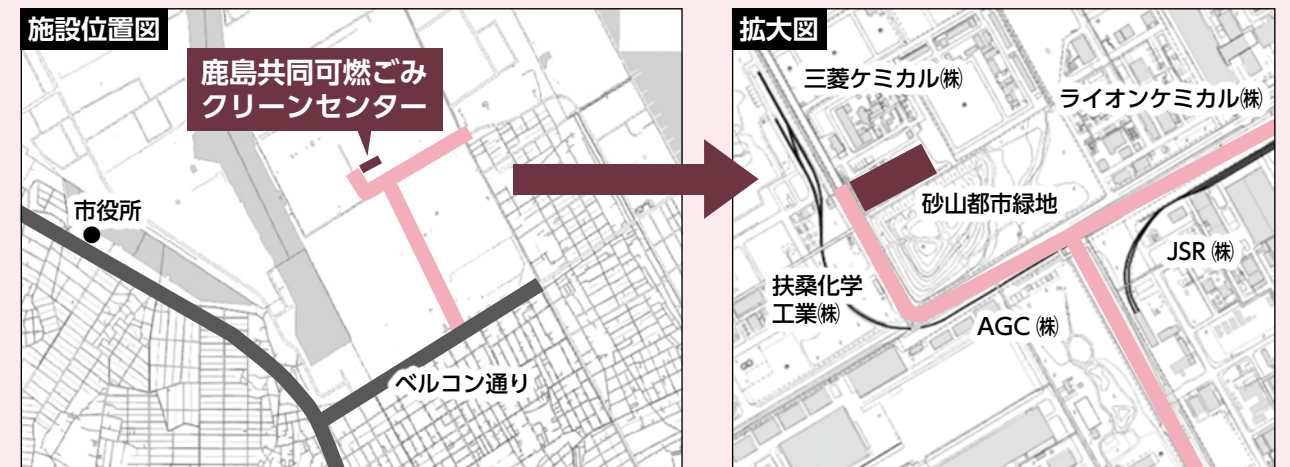 施設位置図
鹿島共同可燃ごみ
クリーンセンター
市役所
ベルコン通り
拡大図
三菱ケミカル㈱
ライオンケミカル㈱
砂山都市緑地
JSR㈱
扶桑化学
工業㈱
AGC㈱